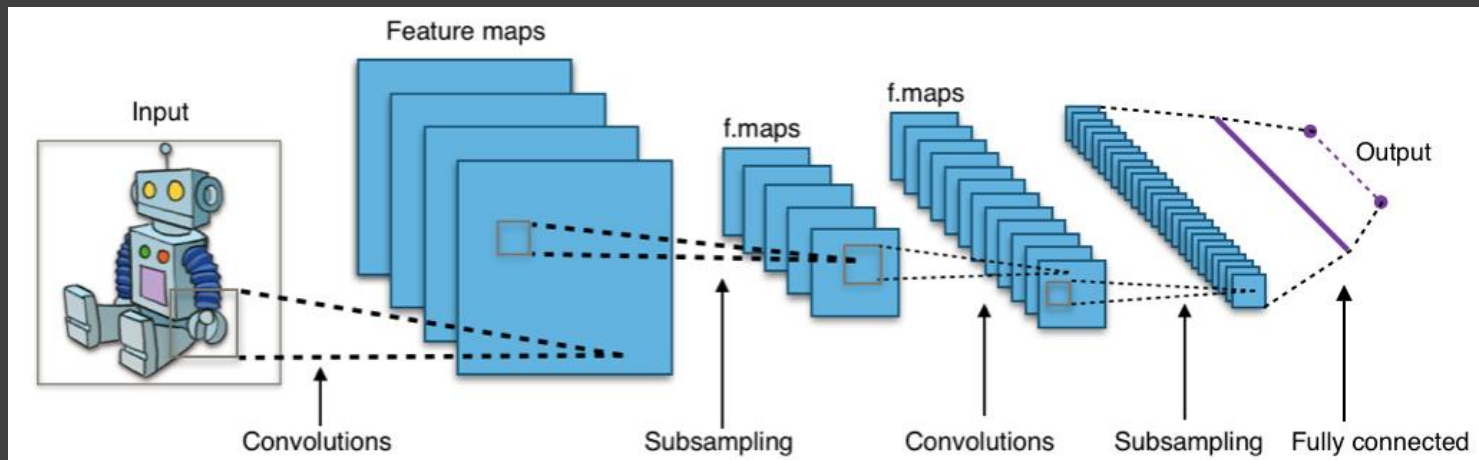 Input
Feature maps
f.maps
f.maps
Output
Convolutions
Subsampling
Convolutions
Subsampling
Fully connected